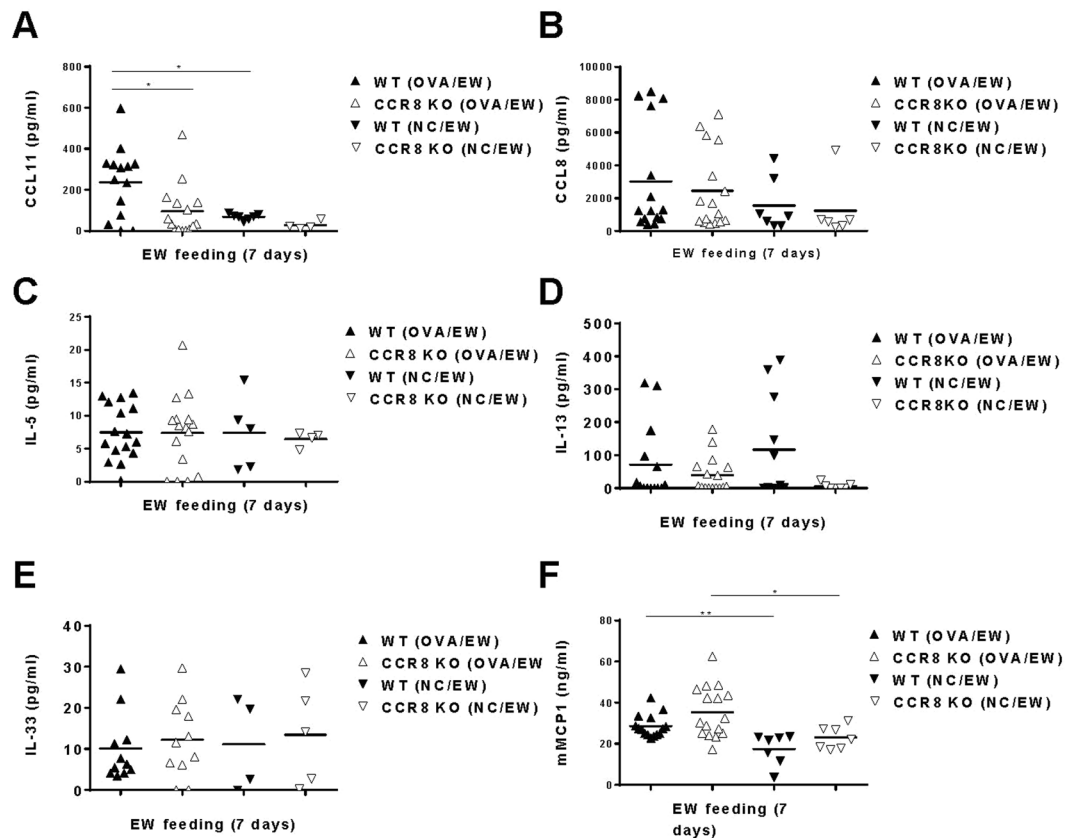 A
CCL11 (pg/ml)
800
600
400
200
0
*
*
EW feeding (7 days)
WT (OVA/EW)
CCR8 KO (OVA/EW)
WT (NC/EW)
CCR8 KO (NC/EW)
B
CCL8 (pg/ml)
10000
8000
6000
4000
2000
0
EW feeding (7 days)
WT (OVA/EW)
CCR8 KO (OVA/EW)
WT (NC/EW)
CCR8 KO (NC/EW)
C
IL-5 (pg/ml)
25
20
15
10
5
0
EW feeding (7 days)
WT (OVA/EW)
CCR8 KO (OVA/EW)
WT (NC/EW)
CCR8 KO (NC/EW)
D
IL-13 (pg/ml)
500
400
300
200
100
0
EW feeding (7 days)
WT (OVA/EW)
CCR8KO (OVA/EW)
WT (NC/EW)
CCR8KO (NC/EW)
E
IL-33 (pg/ml)
40
30
20
10
0
EW feeding (7 days)
WT (OVA/EW)
CCR8 KO (OVA/EW
WT (NC/EW)
CCR8 KO (NC/EW)
F
mMCP1 (ng/ml)
80
60
40
20
0
*
**
EW feeding (7
days)
WT (OVA/EW)
CCR8 KO (OVA/EW)
WT (NC/EW)
CCR8 KO (NC/EW)